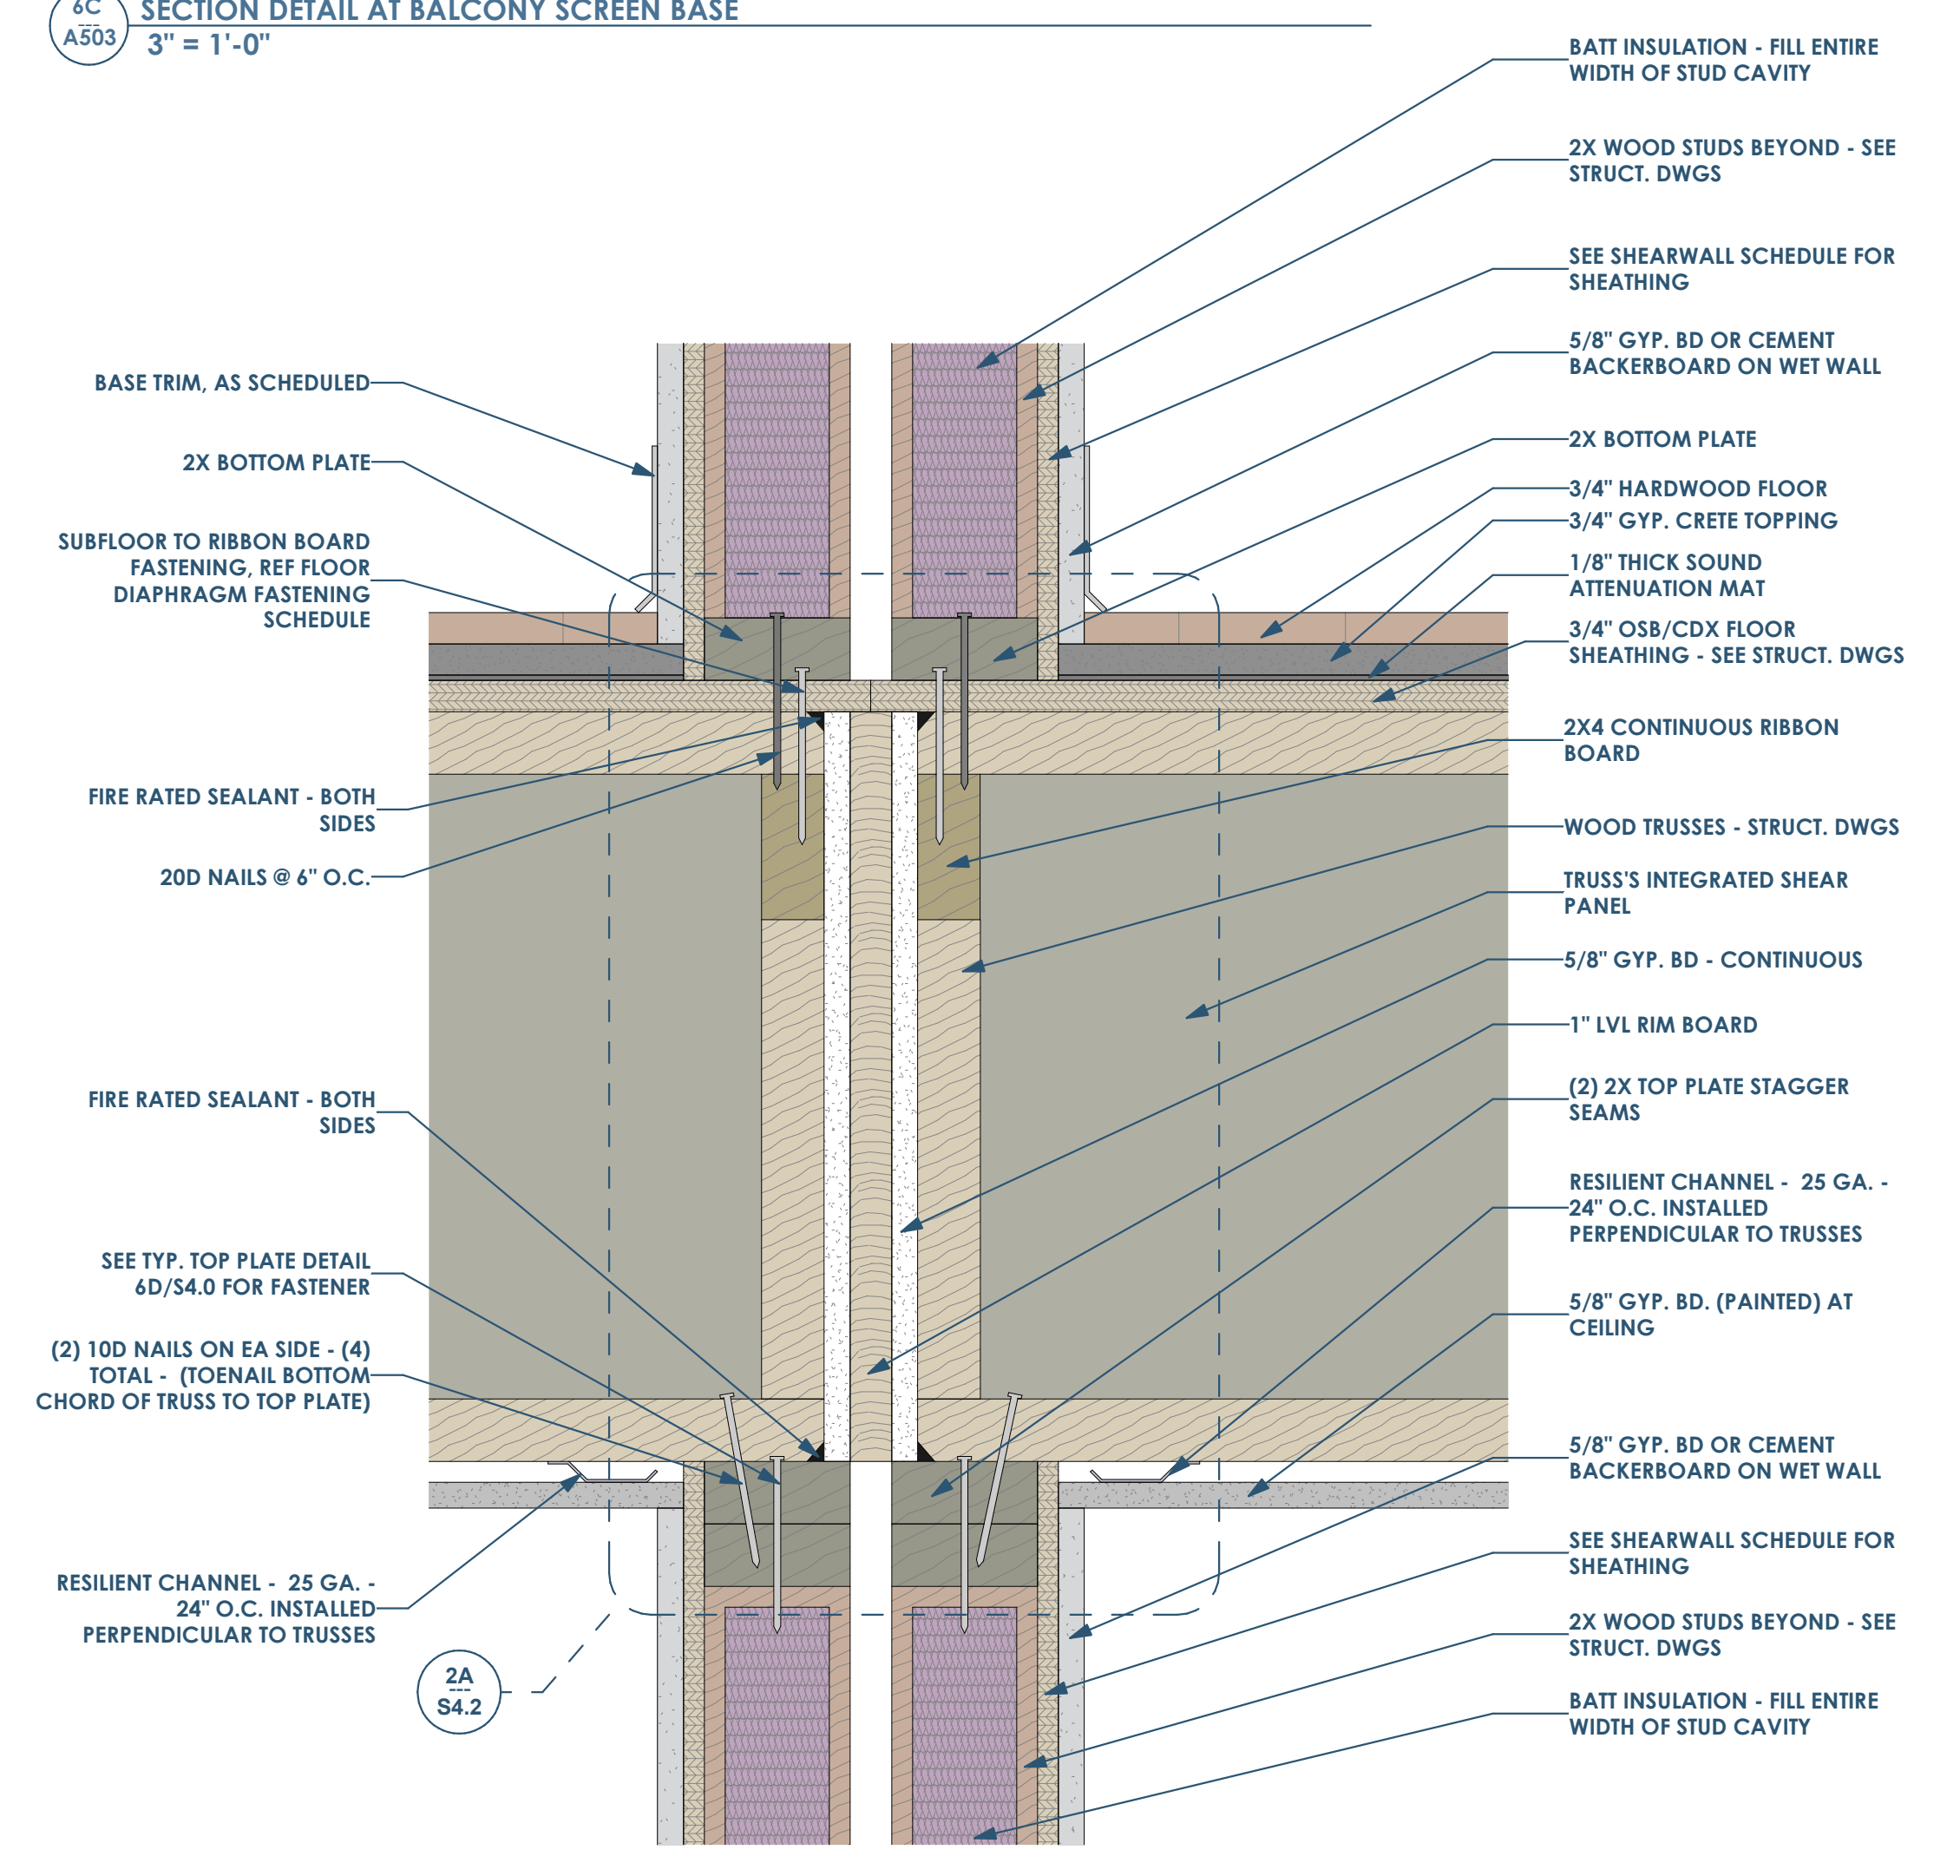 6C
---
A503
SECTION DETAIL AT BALCONY SCREEN BASE
3" = 1'-0"
BASE TRIM, AS SCHEDULED
2X BOTTOM PLATE
SUBFLOOR TO RIBBON BOARD
FASTENING, REF FLOOR
DIAPHRAGM FASTENING
SCHEDULE
FIRE RATED SEALANT - BOTH
SIDES
20D NAILS @ 6" O.C.
FIRE RATED SEALANT - BOTH
SIDES
SEE TYP. TOP PLATE DETAIL
6D/S4.0 FOR FASTENER
(2) 10D NAILS ON EA SIDE - (4)
TOTAL - (TOENAIL BOTTOM
CHORD OF TRUSS TO TOP PLATE)
RESILIENT CHANNEL - 25 GA. -
24" O.C. INSTALLED
PERPENDICULAR TO TRUSSES
2A
---
S4.2
BATT INSULATION - FILL ENTIRE
WIDTH OF STUD CAVITY
2X WOOD STUDS BEYOND - SEE
STRUCT. DWGS
SEE SHEARWALL SCHEDULE FOR
SHEATHING
5/8" GYP. BD OR CEMENT
BACKERBOARD ON WET WALL
2X BOTTOM PLATE
3/4" HARDWOOD FLOOR
3/4" GYP. CRETE TOPPING
1/8" THICK SOUND
ATTENUATION MAT
3/4" OSB/CDX FLOOR
SHEATHING - SEE STRUCT. DWGS
2X4 CONTINUOUS RIBBON
BOARD
WOOD TRUSSES - STRUCT. DWGS
TRUSS'S INTEGRATED SHEAR
PANEL
5/8" GYP. BD - CONTINUOUS
1" LVL RIM BOARD
(2) 2X TOP PLATE STAGGER
SEAMS
RESILIENT CHANNEL - 25 GA. -
24" O.C. INSTALLED
PERPENDICULAR TO TRUSSES
5/8" GYP. BD. (PAINTED) AT
CEILING
5/8" GYP. BD OR CEMENT
BACKERBOARD ON WET WALL
SEE SHEARWALL SCHEDULE FOR
SHEATHING
2X WOOD STUDS BEYOND - SEE
STRUCT. DWGS
BATT INSULATION - FILL ENTIRE
WIDTH OF STUD CAVITY